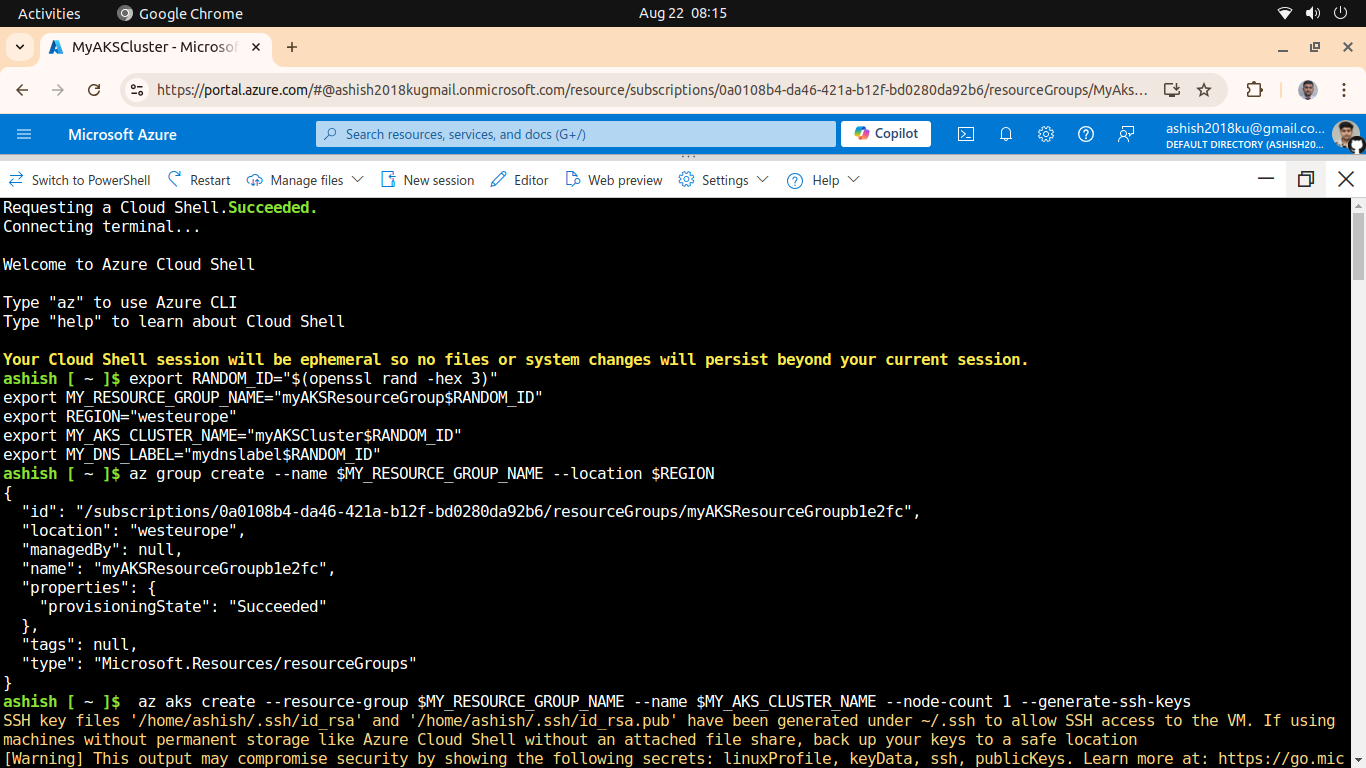 Activities Google Chrome Aug 22 08:15
MyAKSCluster - Microsof
https://portal.azure.com/#@ashish2018kugmail.onmicrosoft.com/resource/subscriptions/0a0108b4-da46-421a-b12f-bd0280da92b6/resourceGroups/MyAks...
Microsoft Azure Search resources, services, and docs (G+/) Copilot ashish2018ku@gmail.co...
DEFAULT DIRECTORY (ASHISH20...
Switch to PowerShell Restart Manage files New session Editor Web preview Settings Help
Requesting a Cloud Shell.Succeeded.
Connecting terminal...
Welcome to Azure Cloud Shell
Type "az" to use Azure CLI
Type "help" to learn about Cloud Shell
Your Cloud Shell session will be ephemeral so no files or system changes will persist beyond your current session.
ashish [ ~ ]$ export RANDOM_ID="$(openssl rand -hex 3)"
export MY_RESOURCE_GROUP_NAME="myAKSResourceGroup$RANDOM_ID"
export REGION="westeurope"
export MY_AKS_CLUSTER_NAME="myAKSCluster$RANDOM_ID"
export MY_DNS_LABEL="mydnslabel$RANDOM_ID"
ashish [ ~ ]$ az group create --name $MY_RESOURCE_GROUP_NAME --location $REGION
{
  "id": "/subscriptions/0a0108b4-da46-421a-b12f-bd0280da92b6/resourceGroups/myAKSResourceGroupb1e2fc",
  "location": "westeurope",
  "managedBy": null,
  "name": "myAKSResourceGroupb1e2fc",
  "properties": {
    "provisioningState": "Succeeded"
  },
  "tags": null,
  "type": "Microsoft.Resources/resourceGroups"
}
ashish [ ~ ]$  az aks create --resource-group $MY_RESOURCE_GROUP_NAME --name $MY_AKS_CLUSTER_NAME --node-count 1 --generate-ssh-keys
SSH key files '/home/ashish/.ssh/id_rsa' and '/home/ashish/.ssh/id_rsa.pub' have been generated under ~/.ssh to allow SSH access to the VM. If using
machines without permanent storage like Azure Cloud Shell without an attached file share, back up your keys to a safe location
[Warning] This output may compromise security by showing the following secrets: linuxProfile, keyData, ssh, publicKeys. Learn more at: https://go.mic